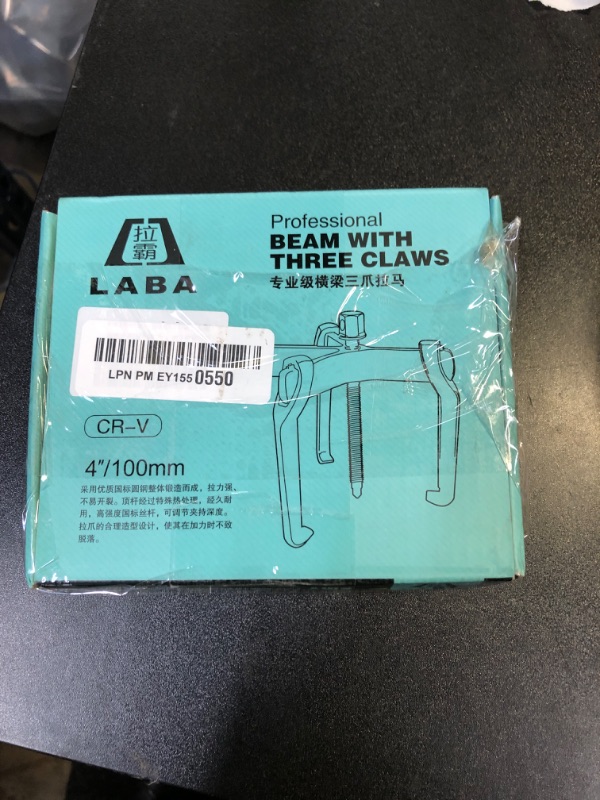 拉
霸
LABA
Professional
BEAM WITH
THREE CLAWS
专业级横梁三爪拉马
LPN PM EY155 0550
CR-V
4"/100mm
采用优质国标圆钢整体锻造而成，拉力强、
不易开裂。顶杆经过特殊热处理，经久耐
用，高强度国标丝杆，可调节夹持深度。
拉爪的合理造型设计，使其在加力时不致
脱落。